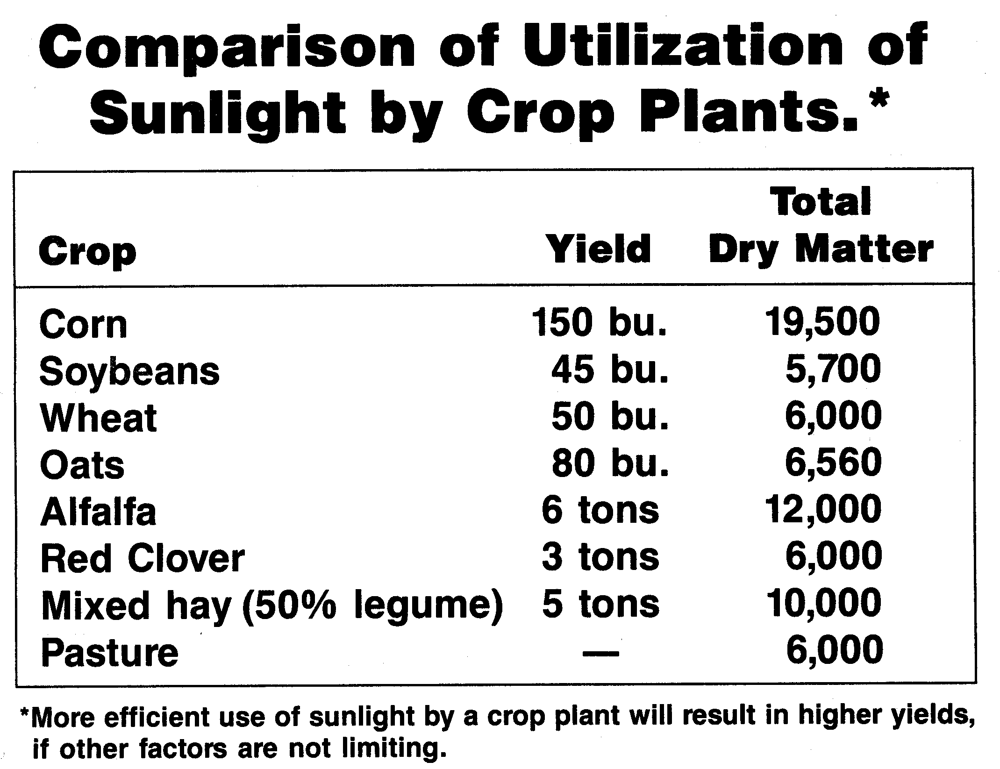 Comparison of Utilization of
Sunlight by Crop Plants.*
Total
Crop Yield Dry Matter
Corn 150 bu. 19,500
Soybeans 45 bu. 5,700
Wheat 50 bu. 6,000
Oats 80 bu. 6,560
Alfalfa 6 tons 12,000
Red Clover 3 tons 6,000
Mixed hay (50% legume) 5 tons 10,000
Pasture — 6,000
*More efficient use of sunlight by a crop plant will result in higher yields,
if other factors are not limiting.